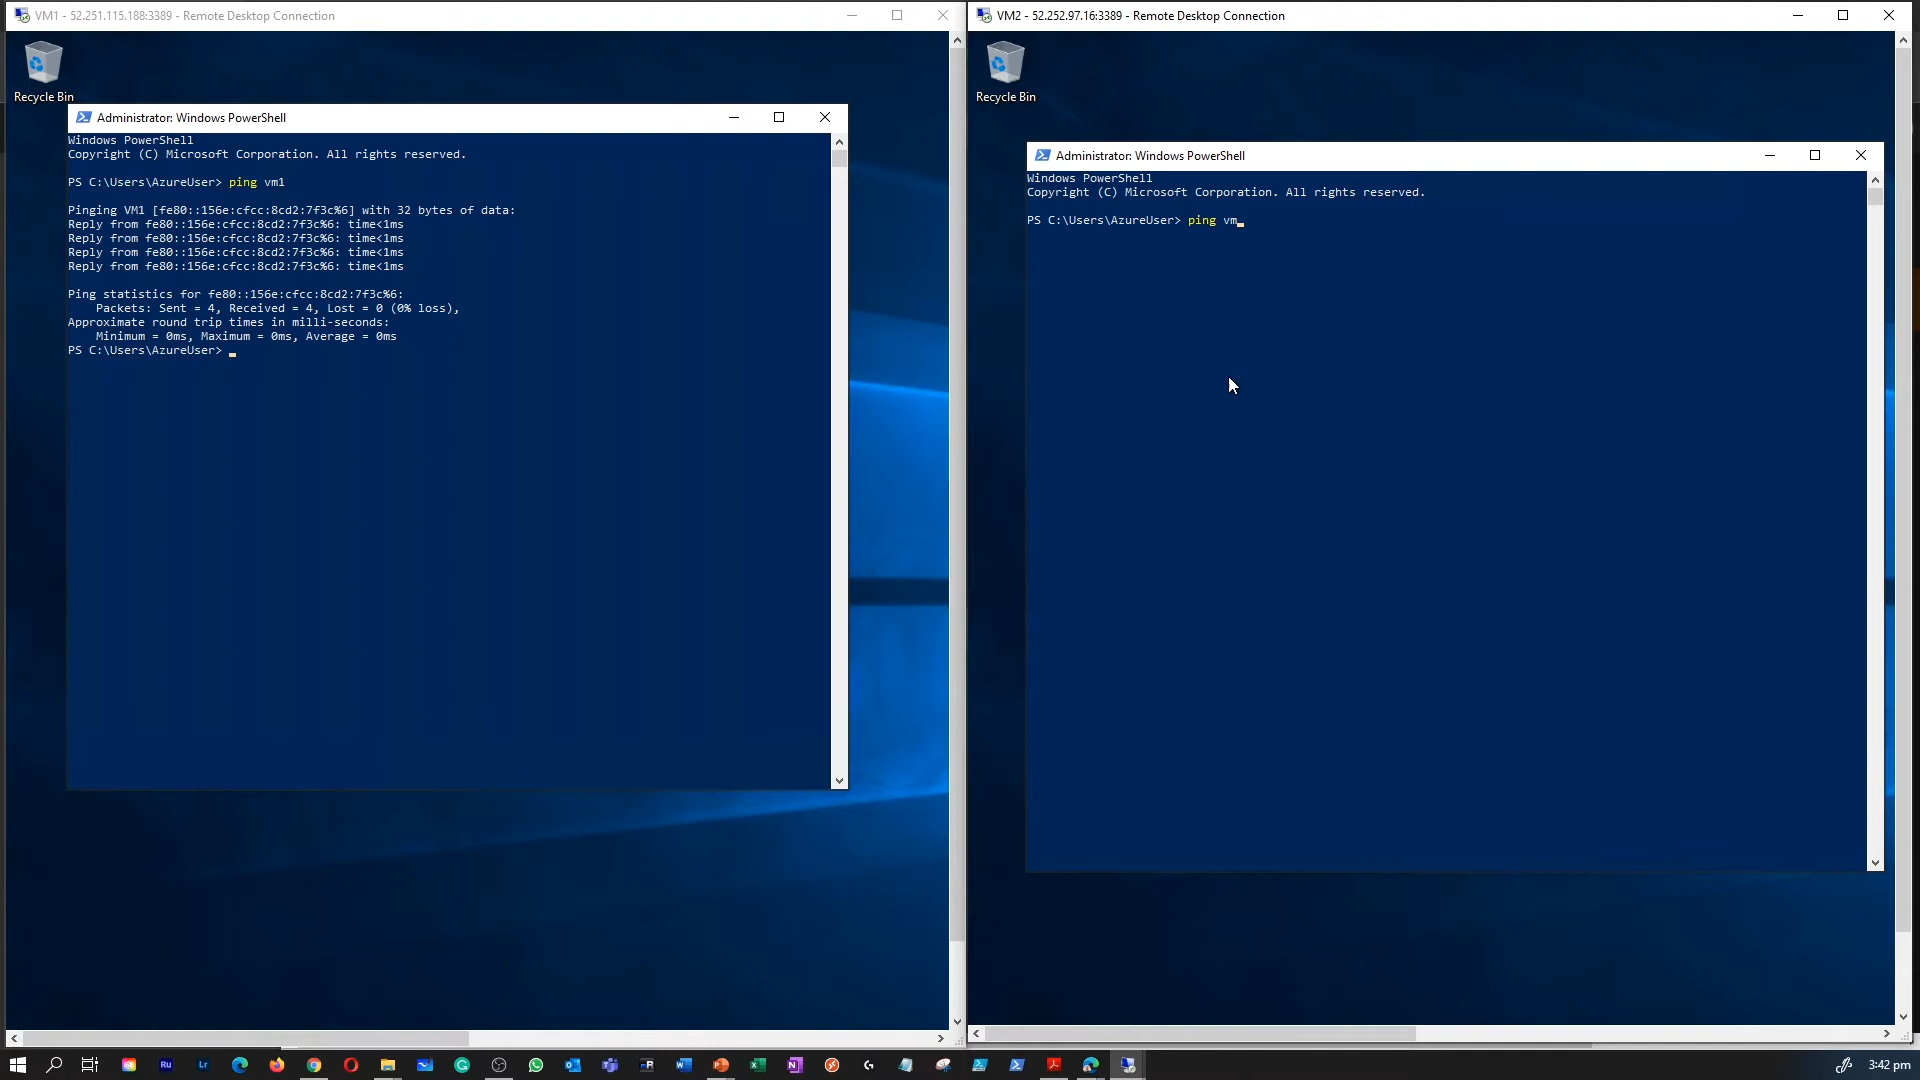 VM1 - 52.251.115.188:3389 - Remote Desktop Connection
Recycle Bin
Administrator: Windows PowerShell
Windows PowerShell
Copyright (C) Microsoft Corporation. All rights reserved.
PS C:\Users\AzureUser> ping vm1
Pinging VM1 [fe80::156e:cfcc:8cd2:7f3c%6] with 32 bytes of data:
Reply from fe80::156e:cfcc:8cd2:7f3c%6: time<1ms
Reply from fe80::156e:cfcc:8cd2:7f3c%6: time<1ms
Reply from fe80::156e:cfcc:8cd2:7f3c%6: time<1ms
Reply from fe80::156e:cfcc:8cd2:7f3c%6: time<1ms
Ping statistics for fe80::156e:cfcc:8cd2:7f3c%6:
    Packets: Sent = 4, Received = 4, Lost = 0 (0% loss),
Approximate round trip times in milli-seconds:
    Minimum = 0ms, Maximum = 0ms, Average = 0ms
PS C:\Users\AzureUser>
VM2 - 52.252.97.16:3389 - Remote Desktop Connection
Recycle Bin
Administrator: Windows PowerShell
Windows PowerShell
Copyright (C) Microsoft Corporation. All rights reserved.
PS C:\Users\AzureUser> ping vm
Ru
Lr
3:42 pm